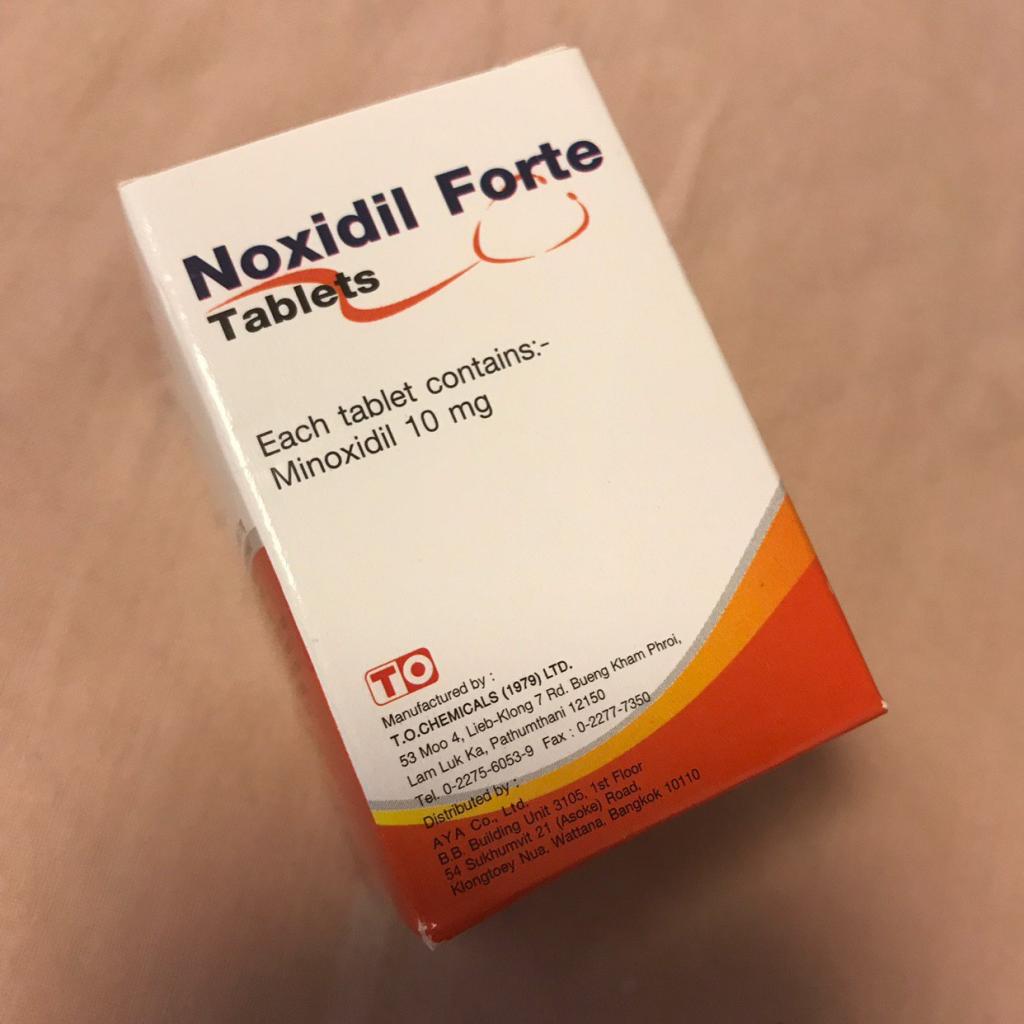 Noxidil Forte
Tablets
Each tablet contains:-
Minoxidil 10 mg
TO
Manufactured by :
T.O.CHEMICALS (1979) LTD.
53 Moo 4, Lieb-Klong 7 Rd. Bueng Kham Phroi,
Lam Luk Ka, Pathumthani 12150
Tel. 0-2275-6053-9 Fax : 0-2277-7350
Distributed by :
AYA Co., Ltd.
B.B. Building Unit 3105, 1st Floor
54 Sukhumvit 21 (Asoke) Road,
Klongtoey Nua, Wattana, Bangkok 10110